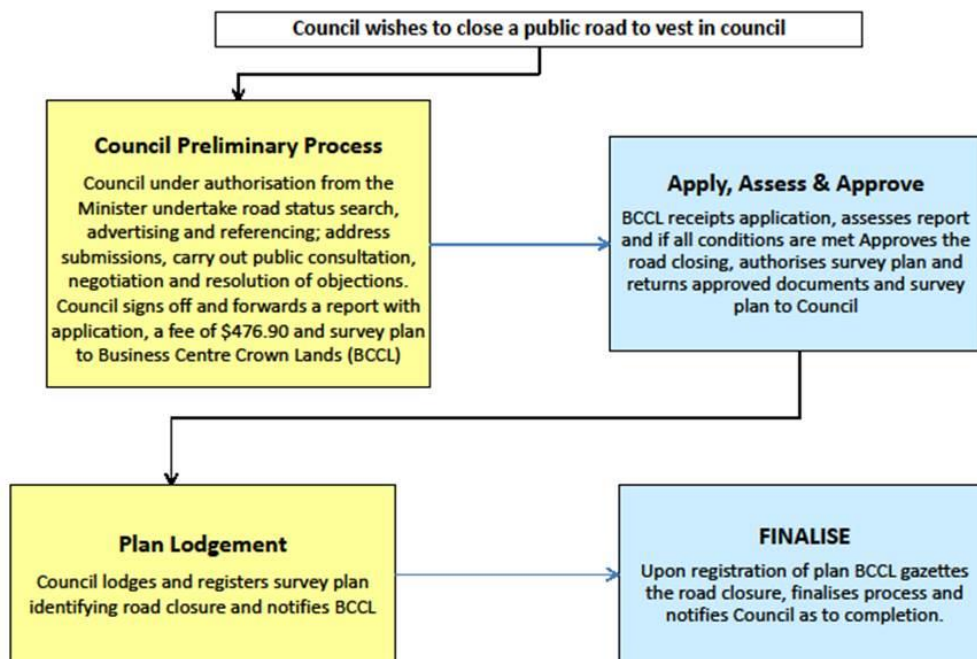 Council wishes to close a public road to vest in council
Council Preliminary Process
Council under authorisation from the
Minister undertake road status search,
advertising and referencing; address
submissions, carry out public consultation,
negotiation and resolution of objections.
Council signs off and forwards a report with
application, a fee of $476.90 and survey plan
to Business Centre Crown Lands (BCCL)
Apply, Assess & Approve
BCCL receipts application, assesses report
and if all conditions are met Approves the
road closing, authorises survey plan and
returns approved documents and survey
plan to Council
Plan Lodgement
Council lodges and registers survey plan
identifying road closure and notifies BCCL
FINALISE
Upon registration of plan BCCL gazettes
the road closure, finalises process and
notifies Council as to completion.